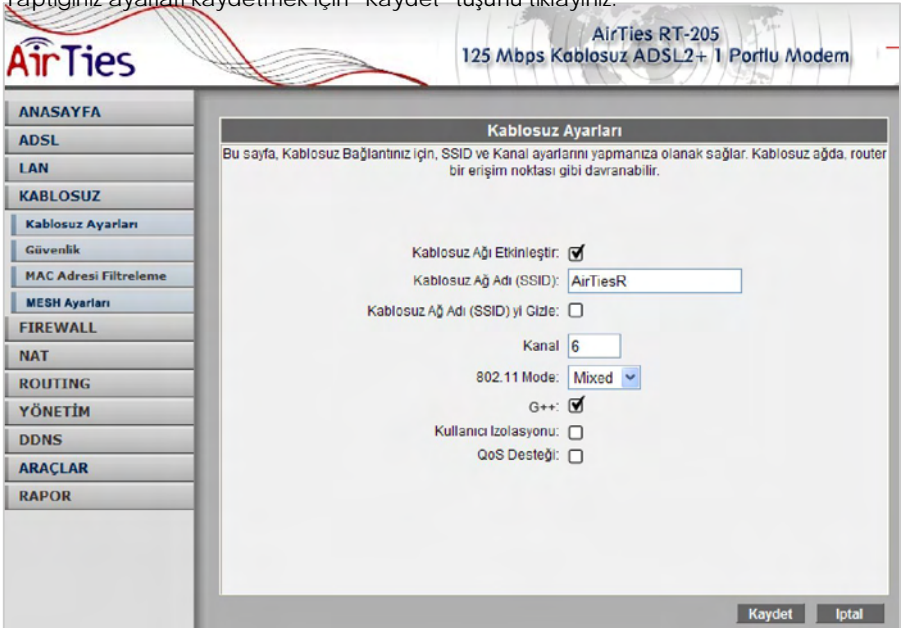 Yaptığınız ayarları kaydetmek için "Kaydet" tuşunu tıklayınız.
AirTies
AirTies RT-205
125 Mbps Kablosuz ADSL2+ 1 Portlu Modem
ANASAYFA
ADSL
LAN
KABLOSUZ
Kablosuz Ayarları
Güvenlik
MAC Adresi Filtreleme
MESH Ayarları
FIREWALL
NAT
ROUTING
YÖNETİM
DDNS
ARAÇLAR
RAPOR
Kablosuz Ayarları
Bu sayfa, Kablosuz Bağlantınız için, SSID ve Kanal ayarlarını yapmanıza olanak sağlar. Kablosuz ağda, router
bir erişim noktası gibi davranabilir.
Kablosuz Ağı Etkinleştir:
Kablosuz Ağ Adı (SSID): AirTiesR
Kablosuz Ağ Adı (SSID) yi Gizle:
Kanal 6
802.11 Mode: Mixed
G++:
Kullanıcı Izolasyonu:
QoS Desteği:
Kaydet Iptal